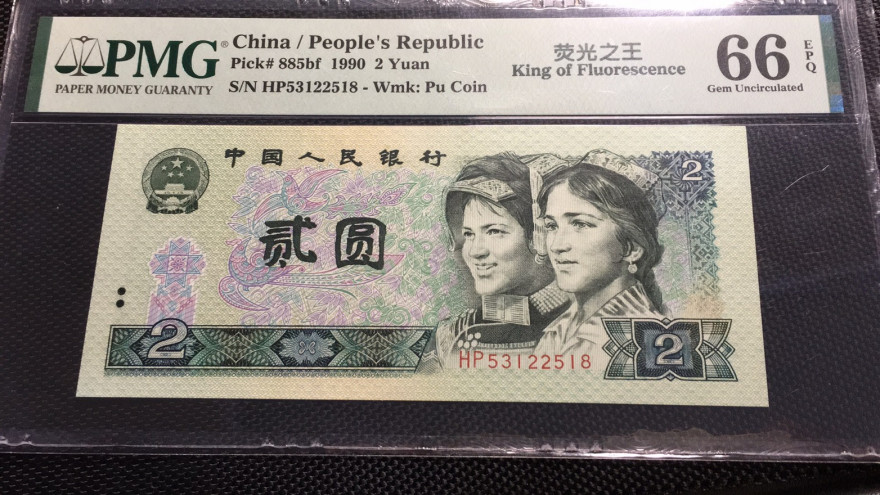 PMG
PAPER MONEY GUARANTY
China / People's Republic
Pick# 885bf 1990 2 Yuan
S/N HP53122518 - Wmk: Pu Coin
荧光之王
King of Fluorescence
66 EPQ
Gem Uncirculated
中国人民银行
2
贰圆
2
2
HP53122518